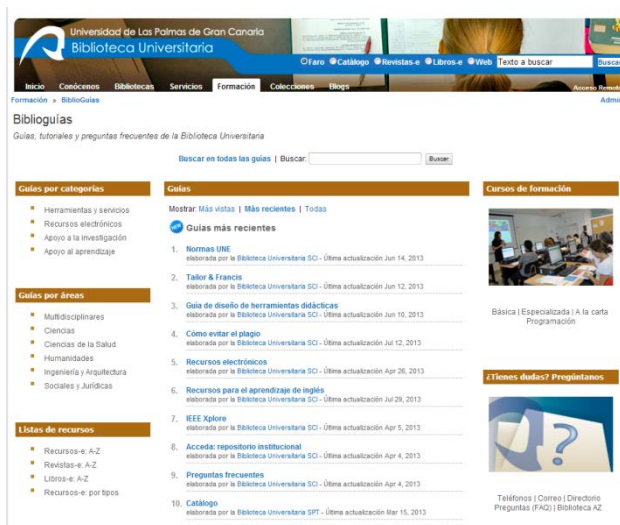 Universidad de Las Palmas de Gran Canaria
Biblioteca Universitaria
Faro Catálogo Revistas-e Libros-e Web Texto a buscar Buscar
Inicio Conócenos Bibliotecas Servicios Formación Colecciones Blogs Acceso Remoto
Formación » BiblioGuías Admin
Biblioguías
Guías, tutoriales y preguntas frecuentes de la Biblioteca Universitaria
Buscar en todas las guías | Buscar: Buscar
Guías por categorías
Herramientas y servicios
Recursos electrónicos
Apoyo a la investigación
Apoyo al aprendizaje
Guías por áreas
Multidisciplinares
Ciencias
Ciencias de la Salud
Humanidades
Ingeniería y Arquitectura
Sociales y Jurídicas
Listas de recursos
Recursos-e: A-Z
Revistas-e: A-Z
Libros-e: A-Z
Recursos-e: por tipos
Guías
Mostrar: Más vistas | Más recientes | Todas
NEW Guías más recientes
1. Normas UNE
elaborada por la Biblioteca Universitaria SCI - Última actualización Jun 14, 2013
2. Tailor & Francis
elaborada por la Biblioteca Universitaria SCI - Última actualización Jun 12, 2013
3. Guía de diseño de herramientas didácticas
elaborada por la Biblioteca Universitaria SCI - Última actualización Jun 10, 2013
4. Cómo evitar el plagio
elaborada por la Biblioteca Universitaria SCI - Última actualización Jul 12, 2013
5. Recursos electrónicos
elaborada por la Biblioteca Universitaria SCI - Última actualización Apr 26, 2013
6. Recursos para el aprendizaje de inglés
elaborada por la Biblioteca Universitaria SCI - Última actualización Jul 29, 2013
7. IEEE Xplore
elaborada por la Biblioteca Universitaria SCI - Última actualización Apr 5, 2013
8. Acceda: repositorio institucional
elaborada por la Biblioteca Universitaria SCI - Última actualización Apr 4, 2013
9. Preguntas frecuentes
elaborada por la Biblioteca Universitaria SCI - Última actualización Apr 4, 2013
10. Catálogo
elaborada por la Biblioteca Universitaria SPT - Última actualización Mar 15, 2013
Cursos de formación
Básica | Especializada | A la carta
Programación
¿Tienes dudas? Pregúntanos
?
Teléfonos | Correo | Directorio
Preguntas (FAQ) | Biblioteca AZ